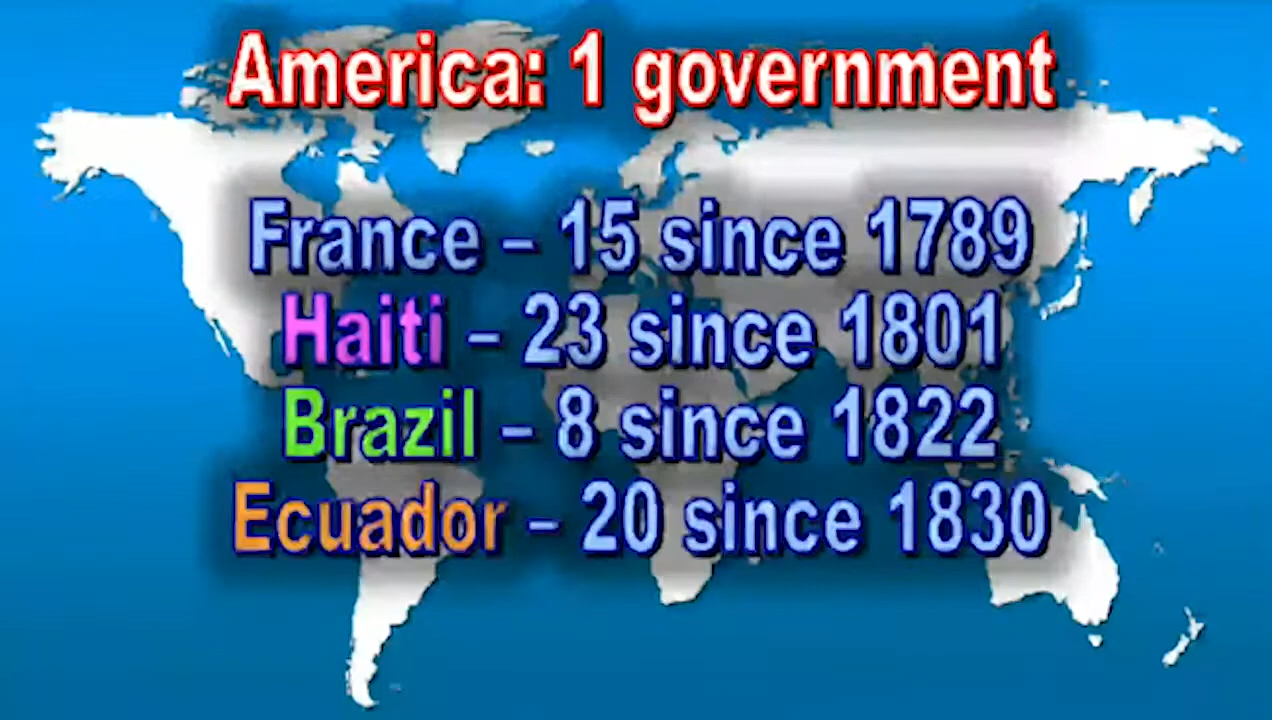 America: 1 government
France – 15 since 1789
Haiti – 23 since 1801
Brazil – 8 since 1822
Ecuador – 20 since 1830